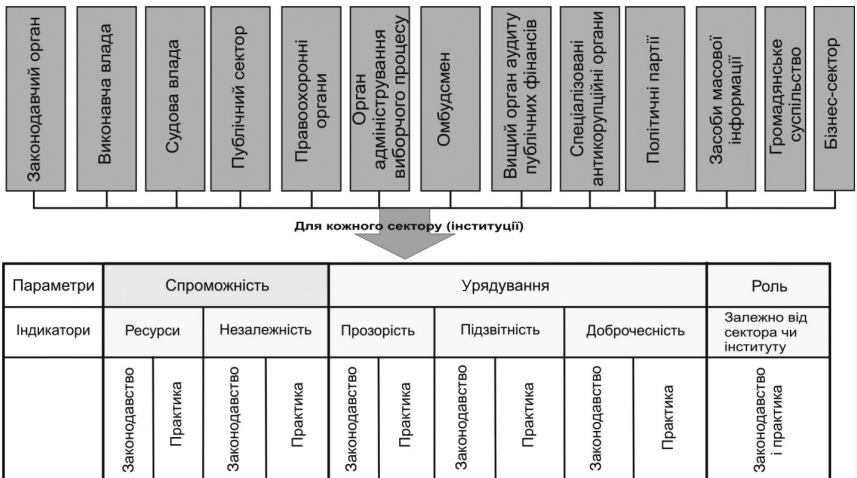 Законодавчий орган
Виконавча влада
Судова влада
Публічний сектор
Правоохоронні
органи
Орган
адміністрування
виборчого процесу
Омбудсмен
Вищий орган аудиту
публічних фінансів
Спеціалізовані
антикорупційні органи
Політичні партії
Засоби масової
інформації
Громадянське
суспільство
Бізнес-сектор
Для кожного сектору (інституції)
Параметри
Спроможність
Урядування
Роль
Індикатори
Ресурси
Незалежність
Прозорість
Підзвітність
Доброчесність
Залежно від
сектора чи
інституту
Законодавство
Практика
Законодавство
Практика
Законодавство
Практика
Законодавство
Практика
Законодавство
Практика
Законодавство
і практика